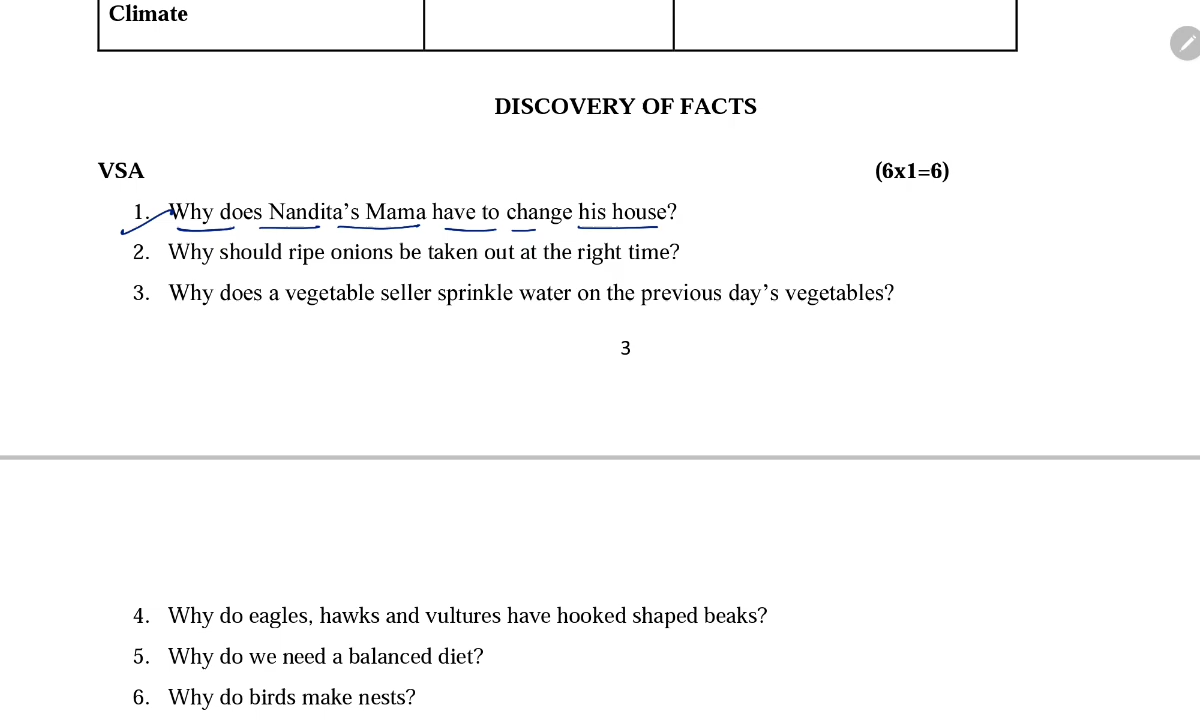 Climate
DISCOVERY OF FACTS
VSA (6x1=6)
1. Why does Nandita’s Mama have to change his house?
2. Why should ripe onions be taken out at the right time?
3. Why does a vegetable seller sprinkle water on the previous day’s vegetables?
3
4. Why do eagles, hawks and vultures have hooked shaped beaks?
5. Why do we need a balanced diet?
6. Why do birds make nests?